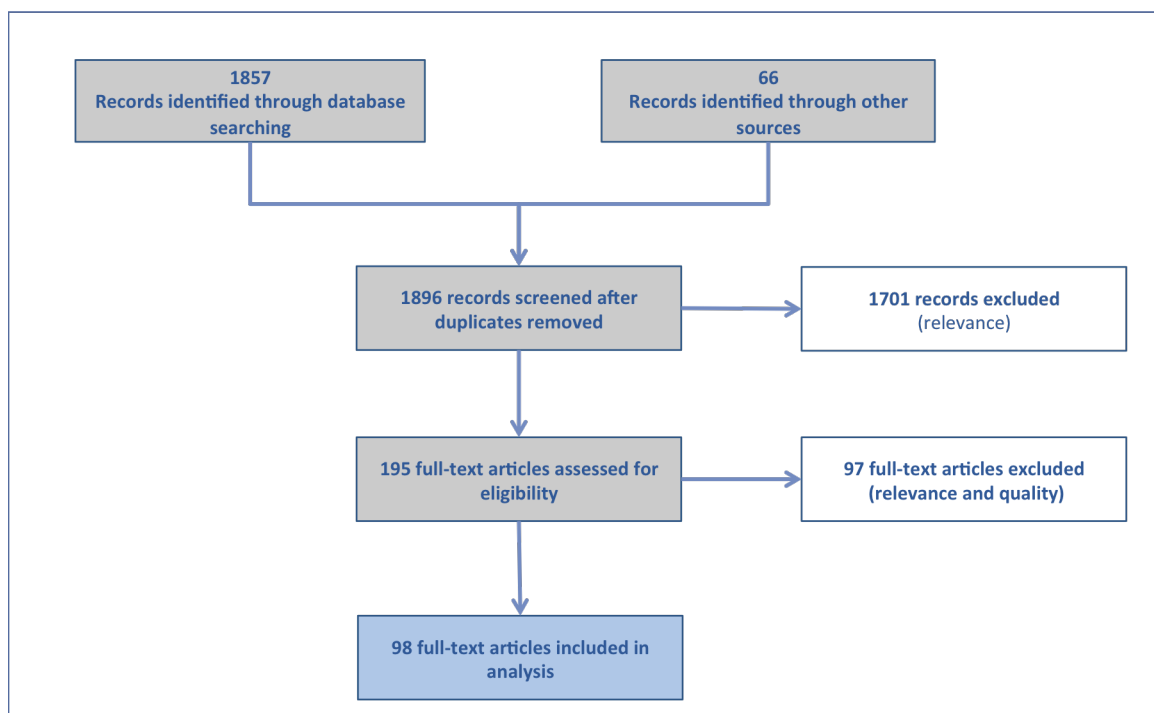 1857
Records identified through database
searching
66
Records identified through other
sources
1896 records screened after
duplicates removed
1701 records excluded
(relevance)
195 full-text articles assessed for
eligibility
97 full-text articles excluded
(relevance and quality)
98 full-text articles included in
analysis